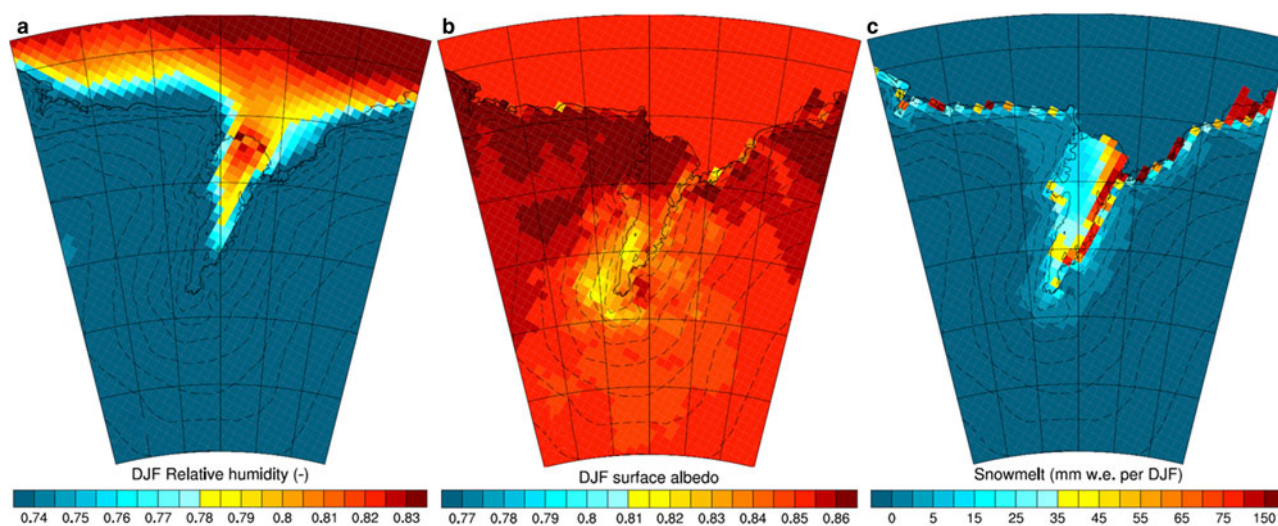 a
b
c
DJF Relative humidity (-)
0.74 0.75 0.76 0.77 0.78 0.79 0.80 0.81 0.82 0.83
DJF surface albedo
0.77 0.78 0.79 0.8 0.81 0.82 0.83 0.84 0.85 0.86
Snowmelt (mm w.e. per DJF)
0 5 15 25 35 45 55 65 75 150